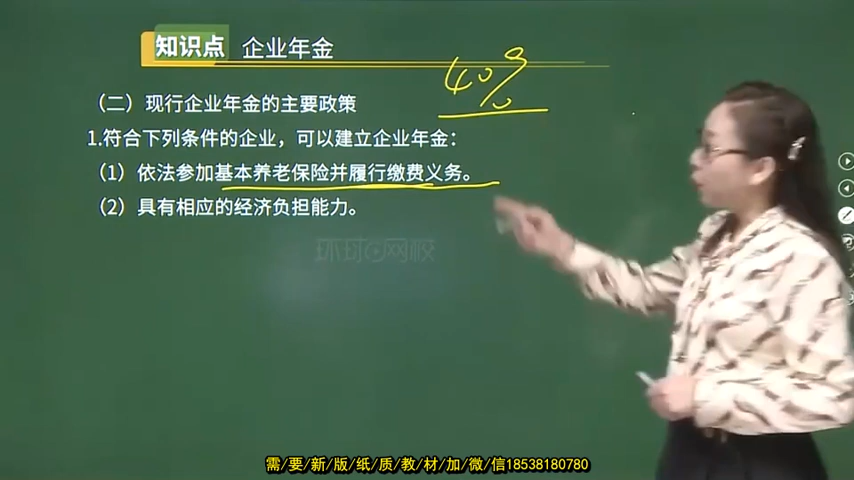 知识点 企业年金
40%
（二）现行企业年金的主要政策
1.符合下列条件的企业，可以建立企业年金：
（1）依法参加基本养老保险并履行缴费义务。
（2）具有相应的经济负担能力。
环球网校
需/要/新/版/纸/质/教/材/加/微/信18538180780